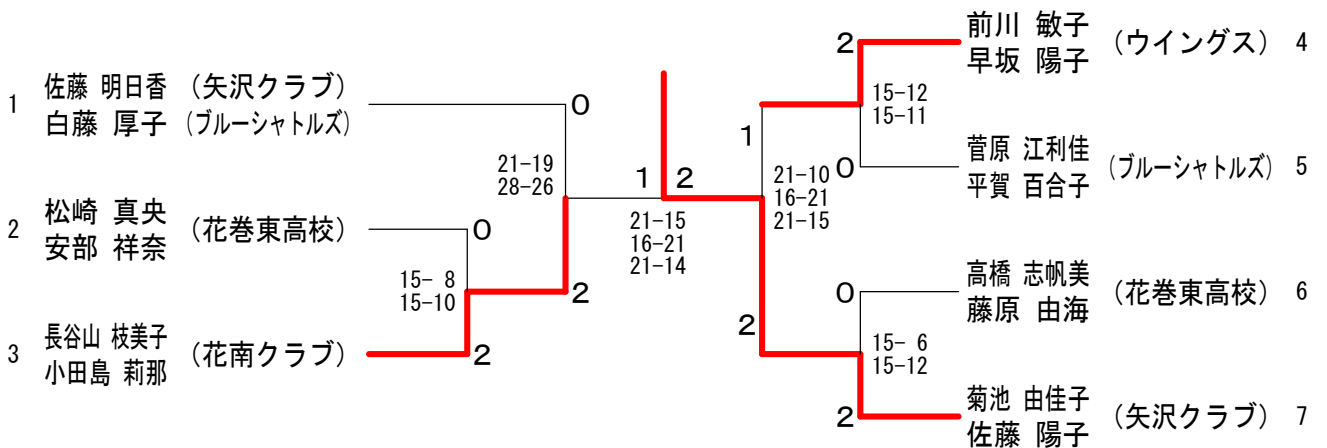 1
佐藤 明日香 (矢沢クラブ)
白藤 厚子 (ブルーシャトルズ)
2
松崎 真央
安部 祥奈
(花巻東高校)
3
長谷山 枝美子
小田島 莉那
(花南クラブ)
0
21-19
28-26
0
15- 8
15-10
2
2
1
2
21-15
16-21
21-14
1
21-10
16-21
21-15
2
2
15-12
15-11
0
0
15- 6
15-12
2
前川 敏子
早坂 陽子
(ウイングス) 4
菅原 江利佳
平賀 百合子
(ブルーシャトルズ) 5
高橋 志帆美
藤原 由海
(花巻東高校) 6
菊池 由佳子
佐藤 陽子
(矢沢クラブ) 7